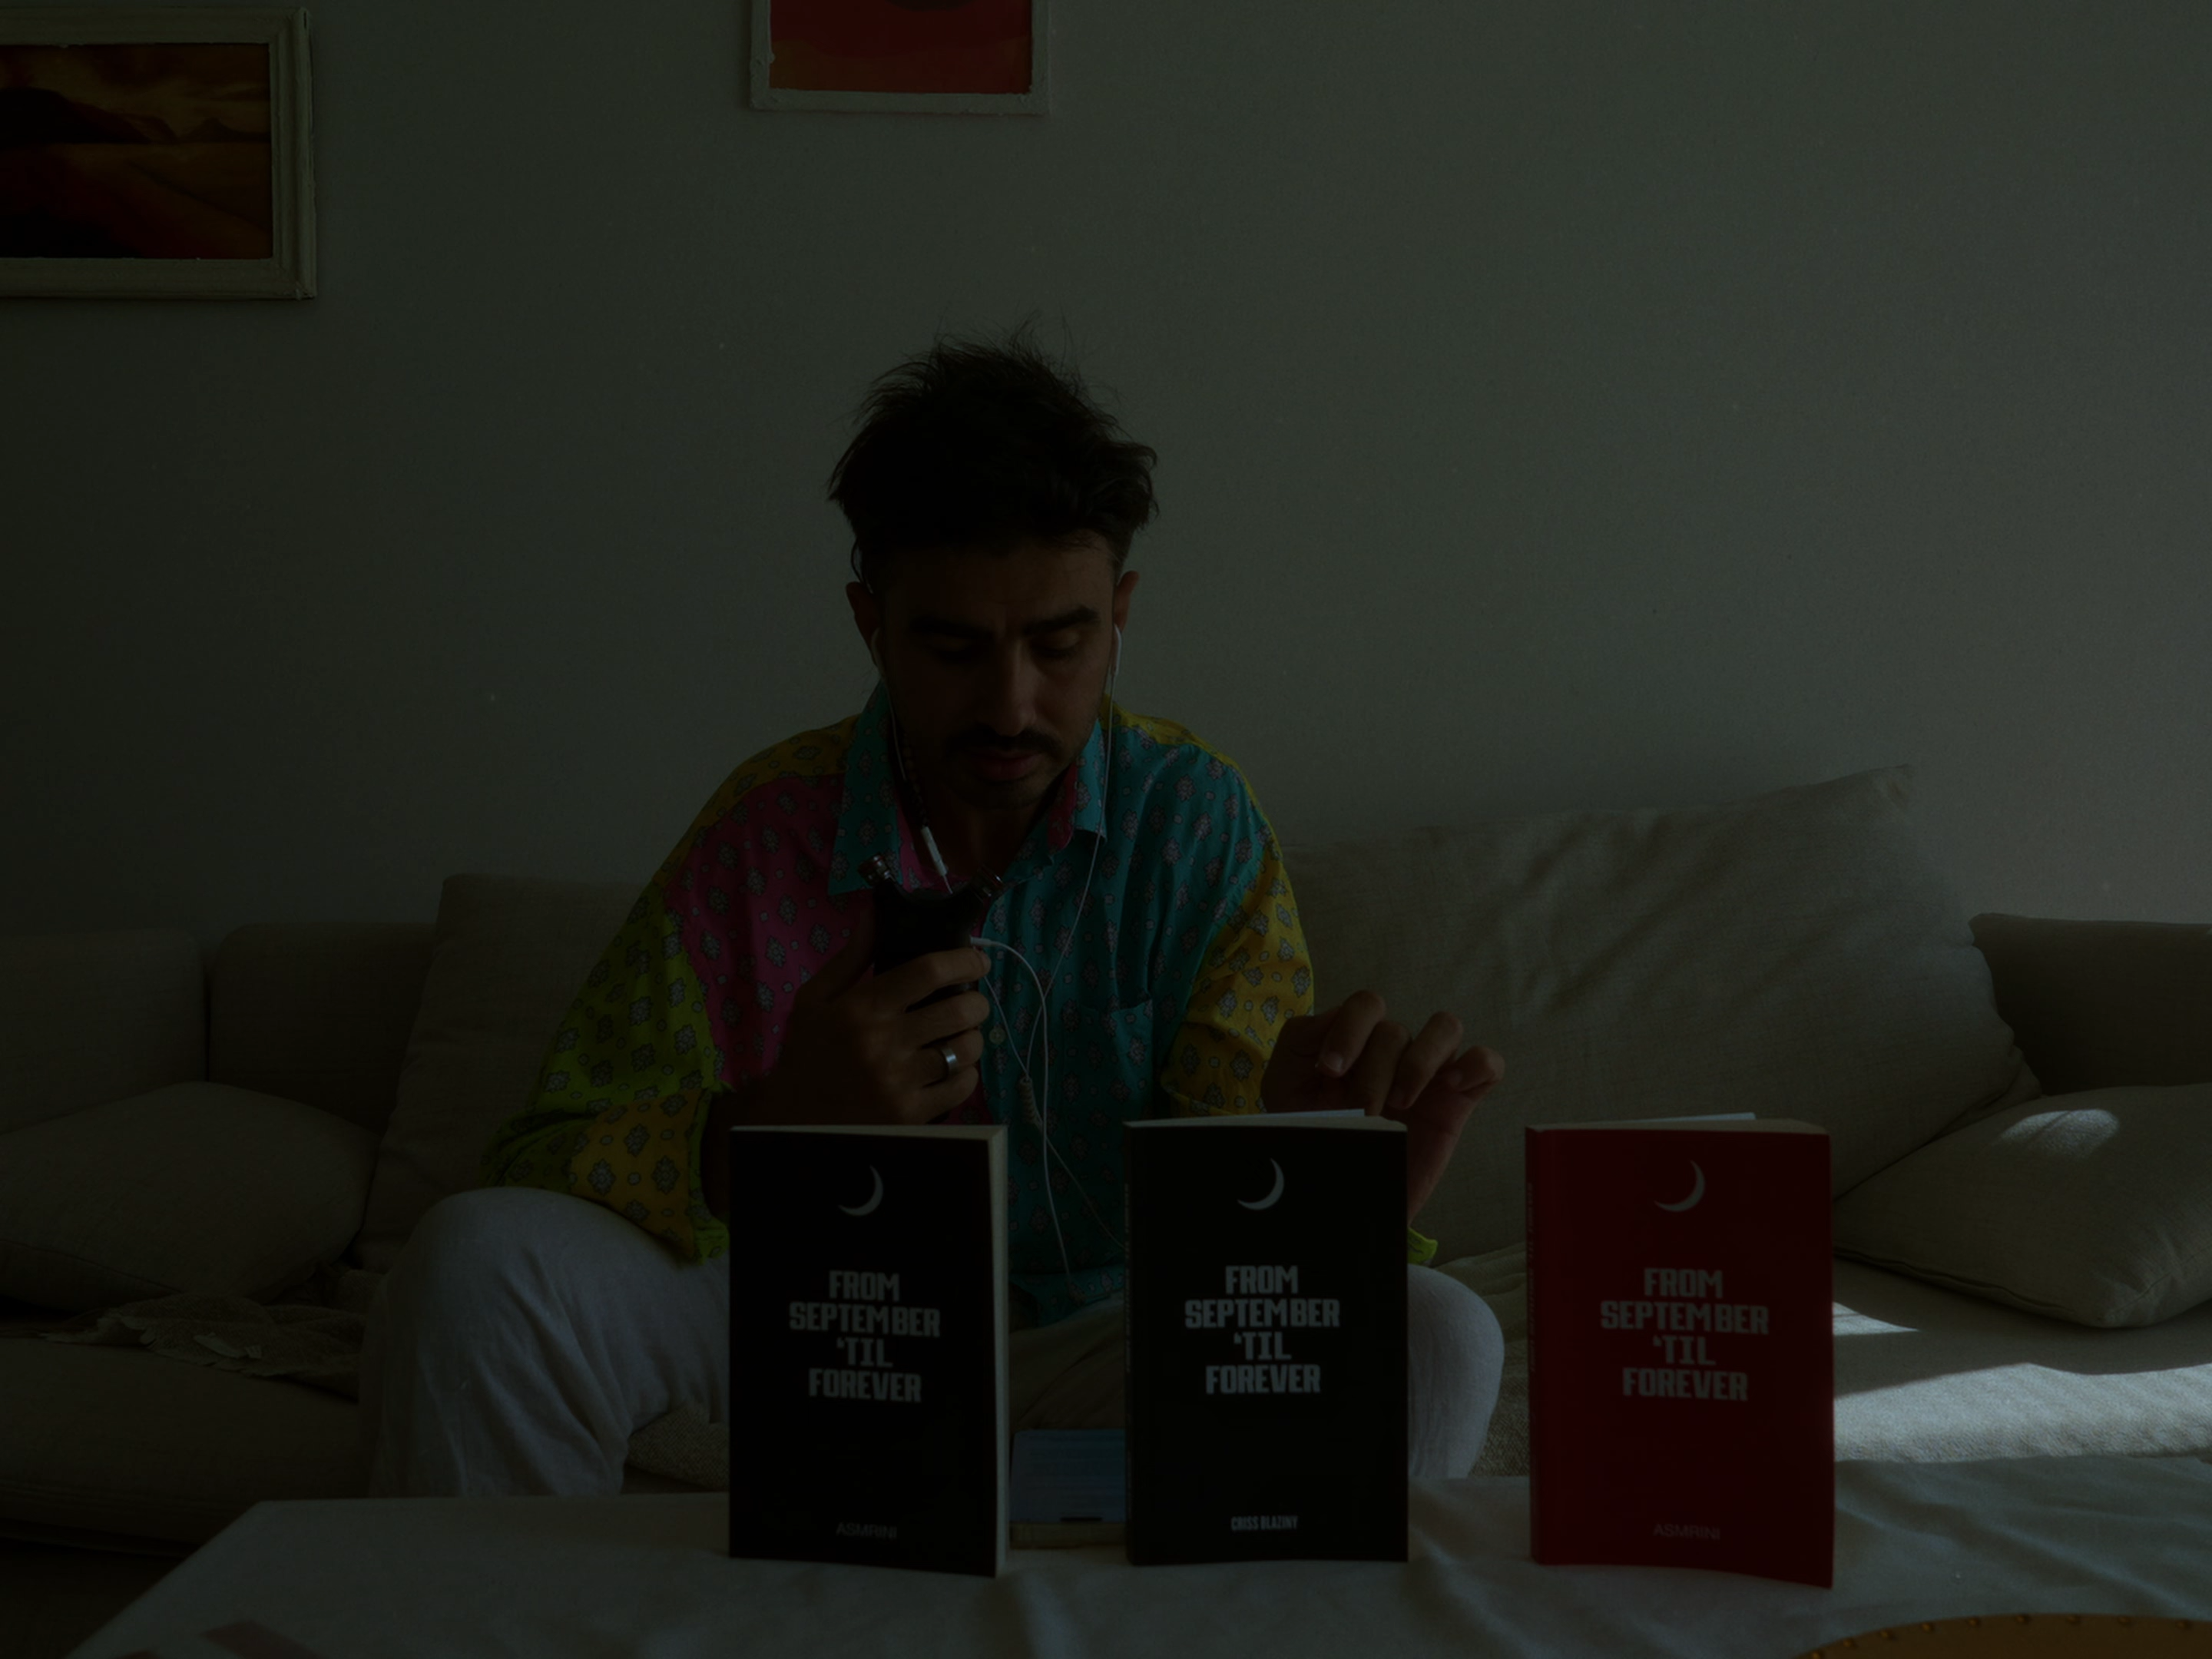 FROM
SEPTEMBER
‘TIL
FOREVER
ASMRINI
FROM
SEPTEMBER
‘TIL
FOREVER
CRISS BLAZINY
FROM
SEPTEMBER
‘TIL
FOREVER
ASMRINI